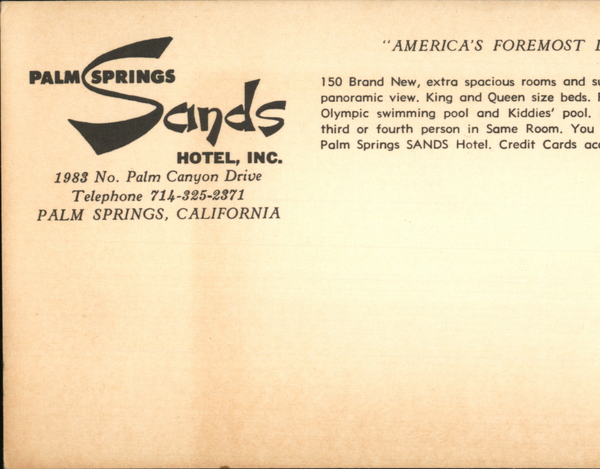 PALM SPRINGS
Sands
HOTEL, INC.
1983 No. Palm Canyon Drive
Telephone 714-325-2371
PALM SPRINGS, CALIFORNIA
"AMERICA'S FOREMOST
150 Brand New, extra spacious rooms and
panoramic view. King and Queen size beds.
Olympic swimming pool and Kiddies' pool.
third or fourth person in Same Room. You
Palm Springs SANDS Hotel. Credit Cards